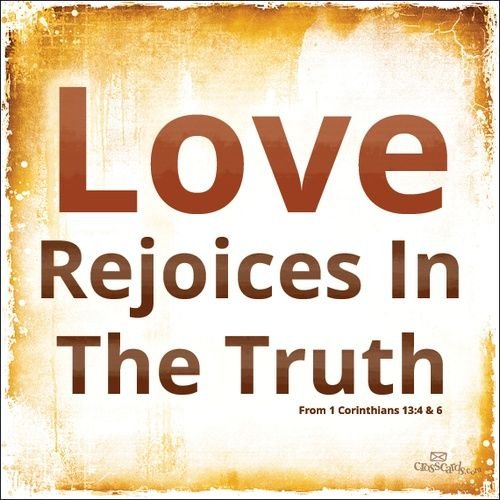 Love
Rejoices In
The Truth
From 1 Corinthians 13:4 & 6
crosscards.com